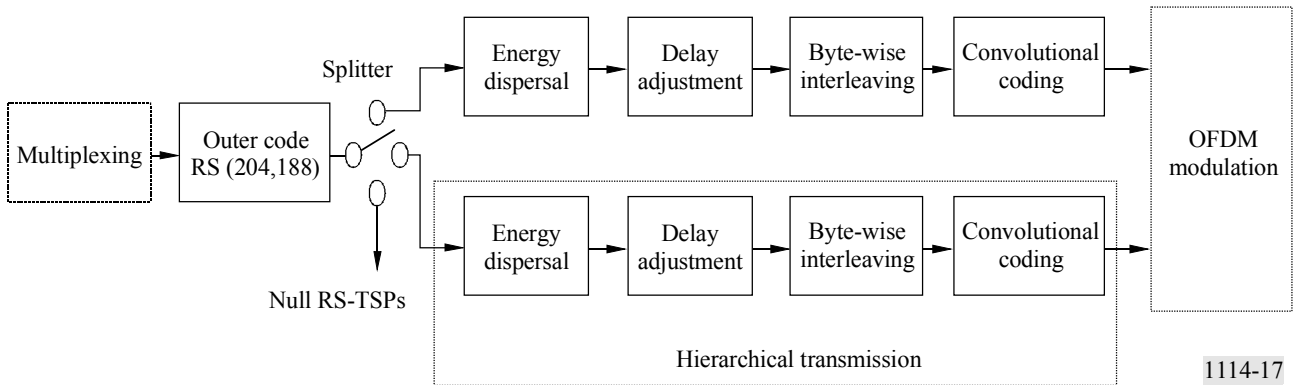 Splitter
Multiplexing
Outer code
RS (204,188)
Energy
dispersal
Delay
adjustment
Byte-wise
interleaving
Convolutional
coding
OFDM
modulation
Null RS-TSPs
Energy
dispersal
Delay
adjustment
Byte-wise
interleaving
Convolutional
coding
Hierarchical transmission
1114-17